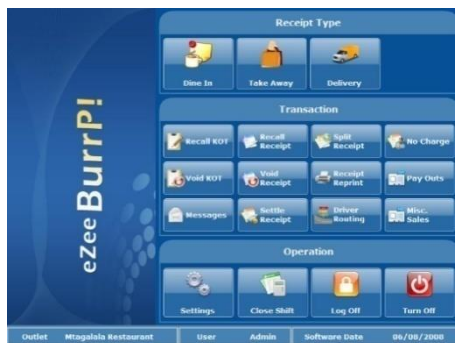 Receipt Type
Dine In
Take Away
Delivery
eZee BurrP!
Transaction
Recall KOT
Recall Receipt
Split Receipt
No Charge
Void KOT
Void Receipt
Receipt Reprint
Pay Outs
Messages
Settle Receipt
Driver Routing
Misc. Sales
Operation
Settings
Close Shift
Log Off
Turn Off
Outlet Mtagalala Restaurant User Admin Software Date 06/08/2008